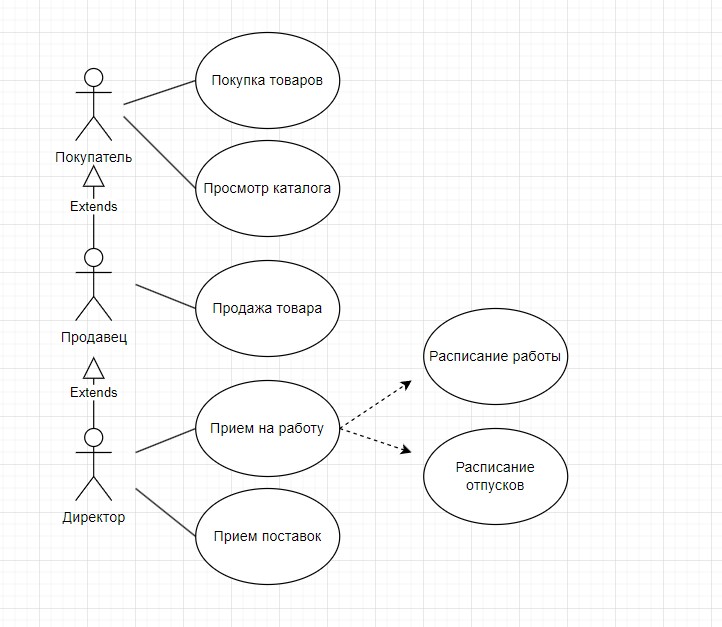 Покупка товаров
Покупатель
Просмотр каталога
Extends
Продажа товара
Продавец
Расписание работы
Extends
Прием на работу
Расписание
отпусков
Директор
Прием поставок